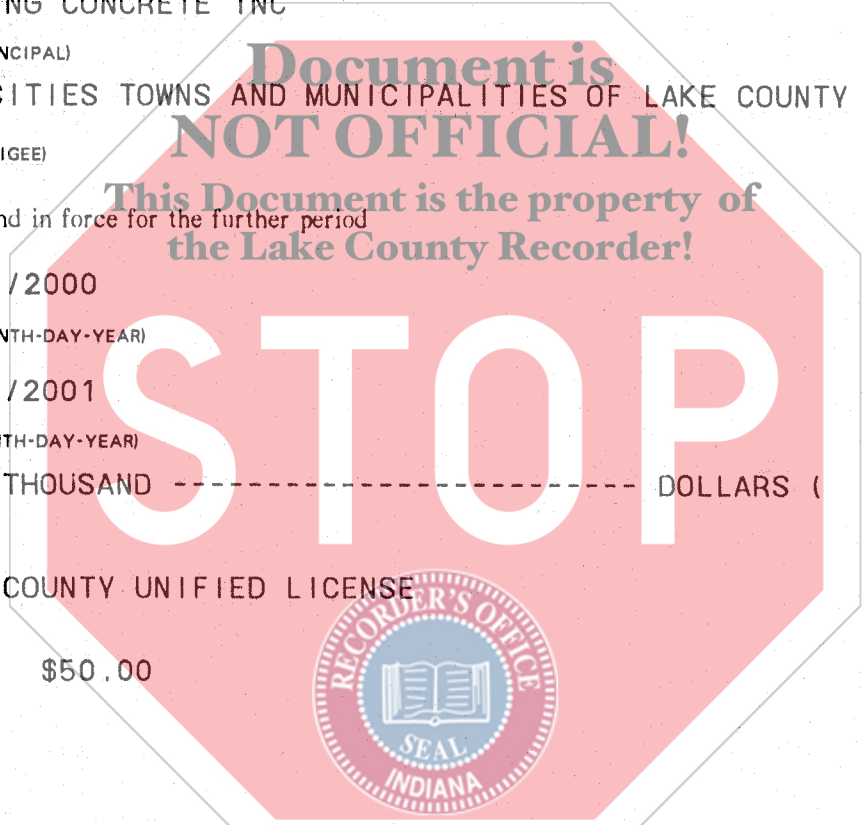 NG CONCRETE INC
NCIPAL)
Document is
CITIES TOWNS AND MUNICIPALITIES OF LAKE COUNTY
NOT OFFICIAL!
IGEE)
This Document is the property of
nd in force for the further period
the Lake County Recorder!
/2000
NTH-DAY-YEAR)
/2001
NTH-DAY-YEAR)
STOP
THOUSAND -------------------------- DOLLARS (
COUNTY UNIFIED LICENSE
$50.00
RECORDER'S OFFICE
SEAL
INDIANA